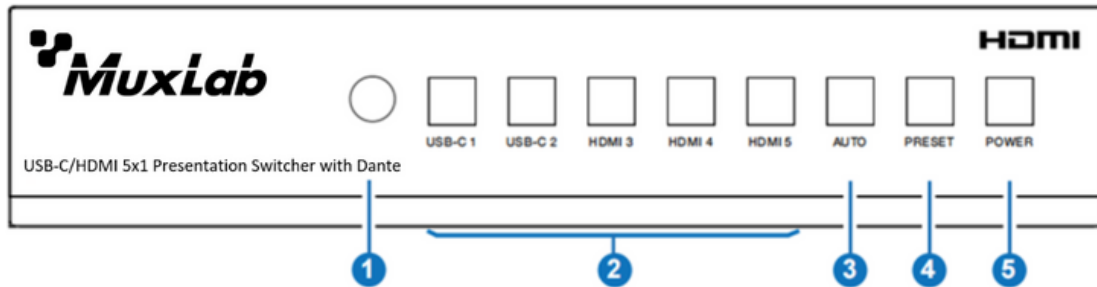 HDMI
MuxLab
USB-C 1 USB-C 2 HDMI 3 HDMI 4 HDMI 5 AUTO PRESET POWER
USB-C/HDMI 5x1 Presentation Switcher with Dante
1 2 3 4 5